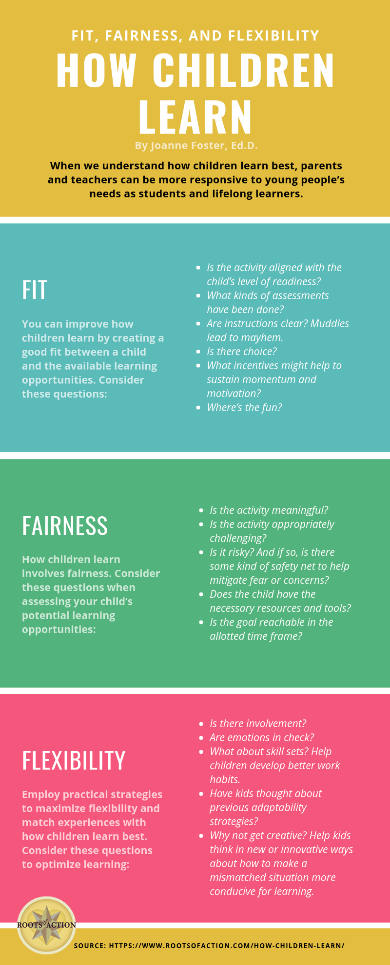 FIT, FAIRNESS, AND FLEXIBILITY
HOW CHILDREN
LEARN
By Joanne Foster, Ed.D.
When we understand how children learn best, parents
and teachers can be more responsive to young people's
needs as students and lifelong learners.
FIT
You can improve how
children learn by creating a
good fit between a child
and the available learning
opportunities. Consider
these questions:
• Is the activity aligned with the
child's level of readiness?
• What kinds of assessments
have been done?
• Are instructions clear? Muddles
lead to mayhem.
• Is there choice?
• What incentives might help to
sustain momentum and
motivation?
• Where's the fun?
FAIRNESS
How children learn
involves fairness. Consider
these questions when
assessing your child's
potential learning
opportunities:
• Is the activity meaningful?
• Is the activity appropriately
challenging?
• Is it risky? And if so, is there
some kind of safety net to help
mitigate fear or concerns?
• Does the child have the
necessary resources and tools?
• Is the goal reachable in the
allotted time frame?
FLEXIBILITY
Employ practical strategies
to maximize flexibility and
match experiences with
how children learn best.
Consider these questions
to optimize learning:
• Is there involvement?
• Are emotions in check?
• What about skill sets? Help
children develop better work
habits.
• Have kids thought about
previous adaptability
strategies?
• Why not get creative? Help kids
think in new or innovative ways
about how to make a
mismatched situation more
conducive for learning.
ROOTS OF ACTION
SOURCE: HTTPS://WWW.ROOTSOFACTION.COM/HOW-CHILDREN-LEARN/